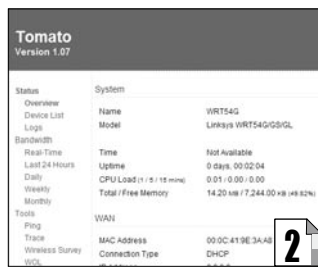 Tomato
Version 1.07
Status
Overview
Device List
Logs
Bandwidth
Real-Time
Last 24 Hours
Daily
Weekly
Monthly
Tools
Ping
Trace
Wireless Survey
WOL
System
Name WRT54G
Model Linksys WRT54G/GS/GL
Time Not Available
Uptime 0 days, 00:02:04
CPU Load (1 / 5 / 15 mins) 0.01 / 0.00 / 0.00
Total / Free Memory 14.20 MB / 7,244.00 KB (49.82%)
WAN
MAC Address 00:0C:41:9E:3A:A8
Connection Type DHCP
2